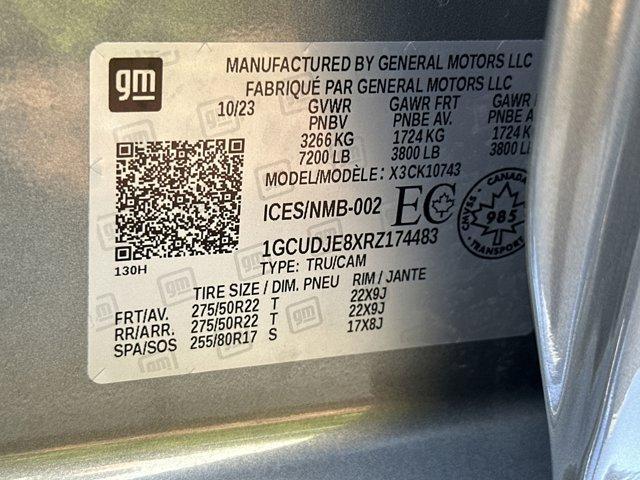 gm
MANUFACTURED BY GENERAL MOTORS LLC
FABRIQUÉ PAR GENERAL MOTORS LLC
10/23 GVWR GAWR FRT GAWR
PNBV PNBE AV. PNBE A
3266 KG 1724 KG 1724 K
7200 LB 3800 LB 3800 L
MODEL/MODÈLE: X3CK10743
ICES/NMB-002 EC
CANADA 985 TRANSPORT CMVSS
1GCUDJE8XRZ174483
130H TYPE: TRU/CAM
TIRE SIZE / DIM. PNEU RIM / JANTE
FRT/AV. 275/50R22 T 22X9J
RR/ARR. 275/50R22 T 22X9J
SPA/SOS 255/80R17 S 17X8J